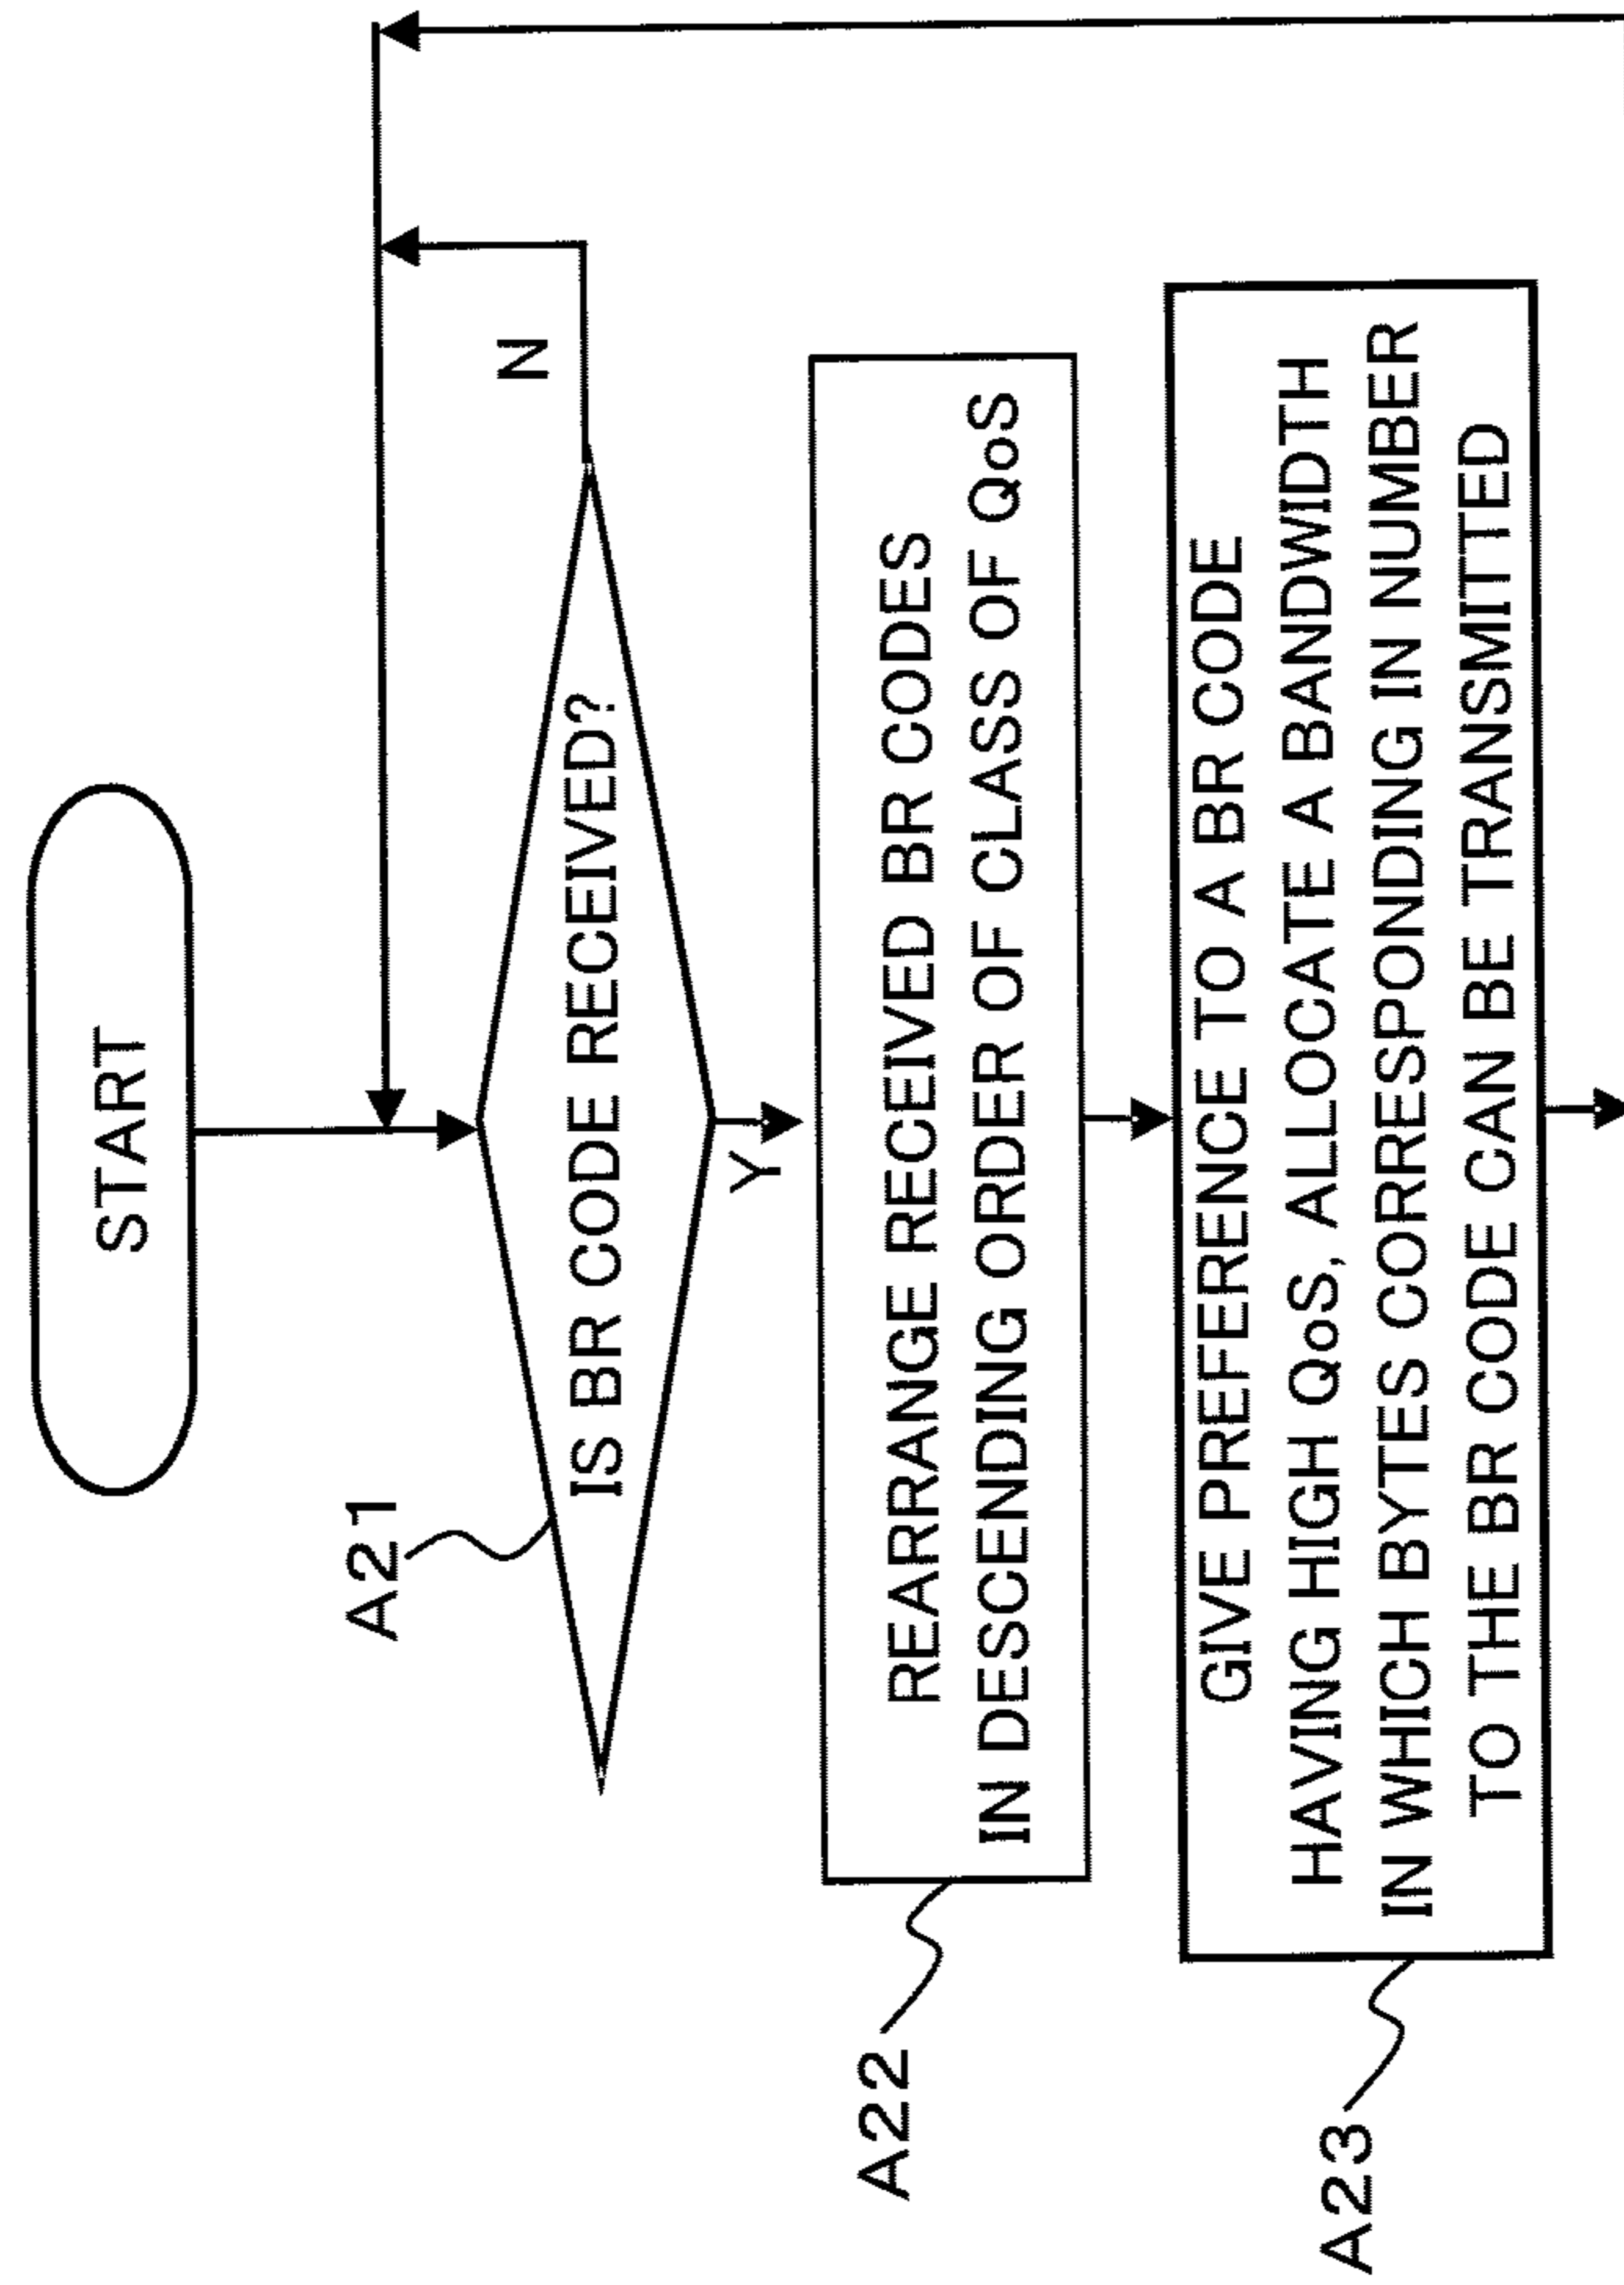 START
A21
IS BR CODE RECEIVED?
N
Y
A22
REARRANGE RECEIVED BR CODES
IN DESCENDING ORDER OF CLASS OF QoS
A23
GIVE PREFERENCE TO A BR CODE
HAVING HIGH QoS, ALLOCATE A BANDWIDTH
IN WHICH BYTES CORRESPONDING IN NUMBER
TO THE BR CODE CAN BE TRANSMITTED